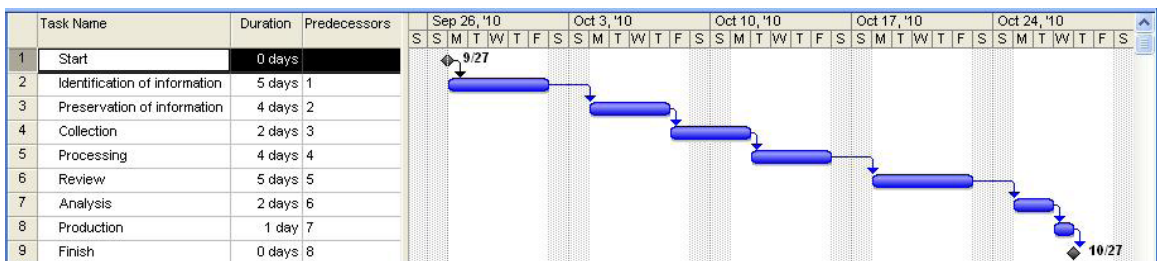 Task Name Duration Predecessors Sep 26, '10 Oct 3, '10 Oct 10, '10 Oct 17, '10 Oct 24, '10
S S M T W T F S S M T W T F S S M T W T F S S M T W T F S S M T W T F S
1 Start 0 days 9/27
2 Identification of information 5 days 1
3 Preservation of information 4 days 2
4 Collection 2 days 3
5 Processing 4 days 4
6 Review 5 days 5
7 Analysis 2 days 6
8 Production 1 day 7
9 Finish 0 days 8 10/27